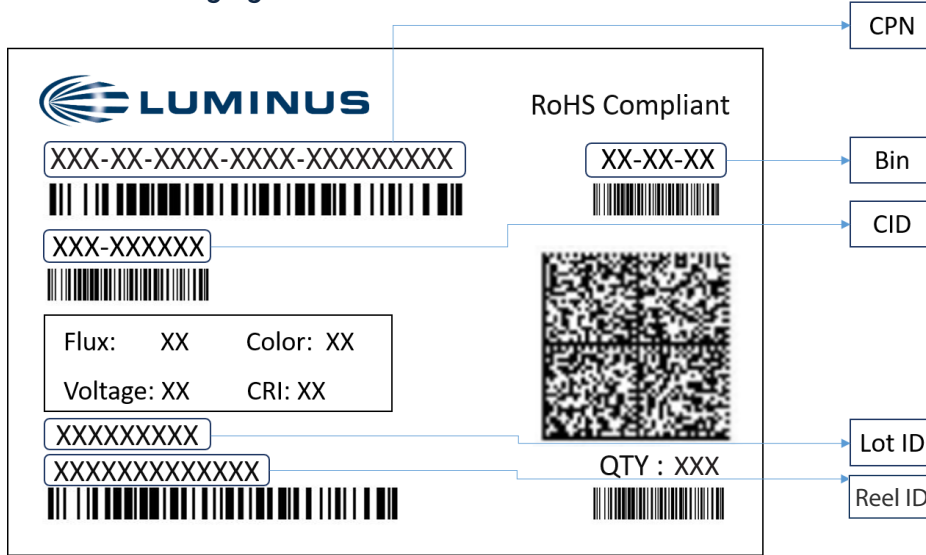 CPN
LUMINUS
RoHS Compliant
XXX-XX-XXXX-XXXX-XXXXXXXXX
XX-XX-XX
Bin
XXX-XXXXXX
CID
Flux: XX Color: XX
Voltage: XX CRI: XX
XXXXXXXXX
Lot ID
XXXXXXXXXXXXX
QTY : XXX
Reel ID